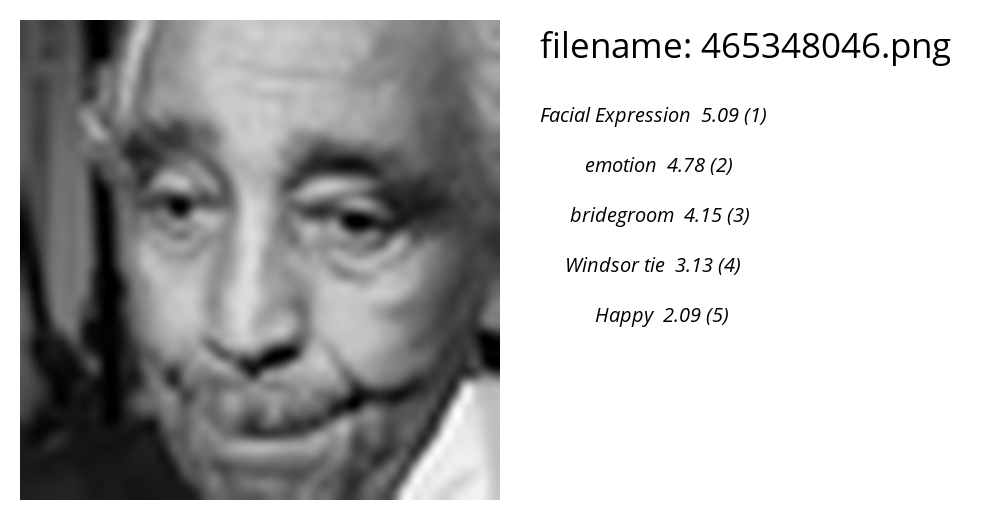 filename: 465348046.png
Facial Expression 5.09 (1)
emotion 4.78 (2)
bridegroom 4.15 (3)
Windsor tie 3.13 (4)
Happy 2.09 (5)